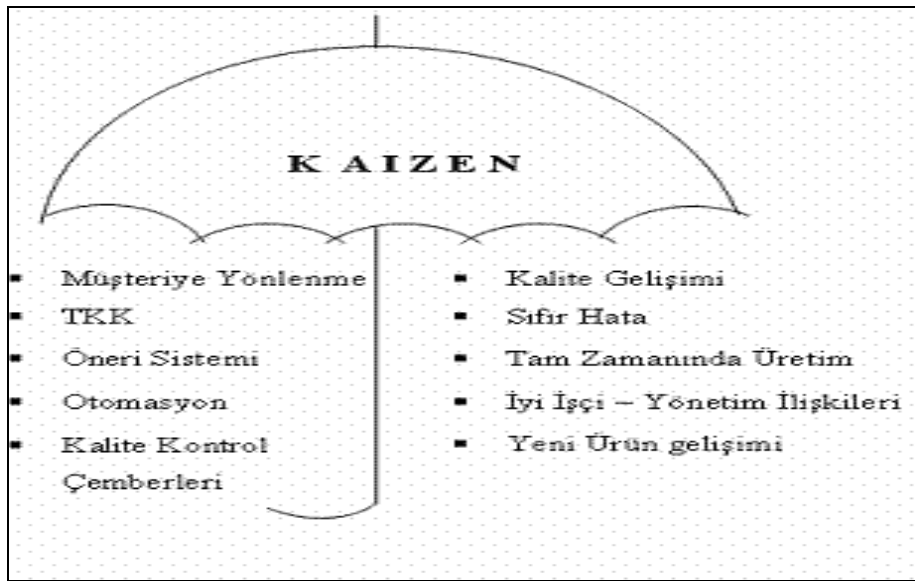 KAIZEN
Müşteriye Yönlenme
TKK
Öneri Sistemi
Otomasyon
Kalite Kontrol
Çemberleri
Kalite Gelişimi
Sıfır Hata
Tam Zamanında Üretim
İyi İşçi – Yönetim İlişkileri
Yeni Ürün gelişimi